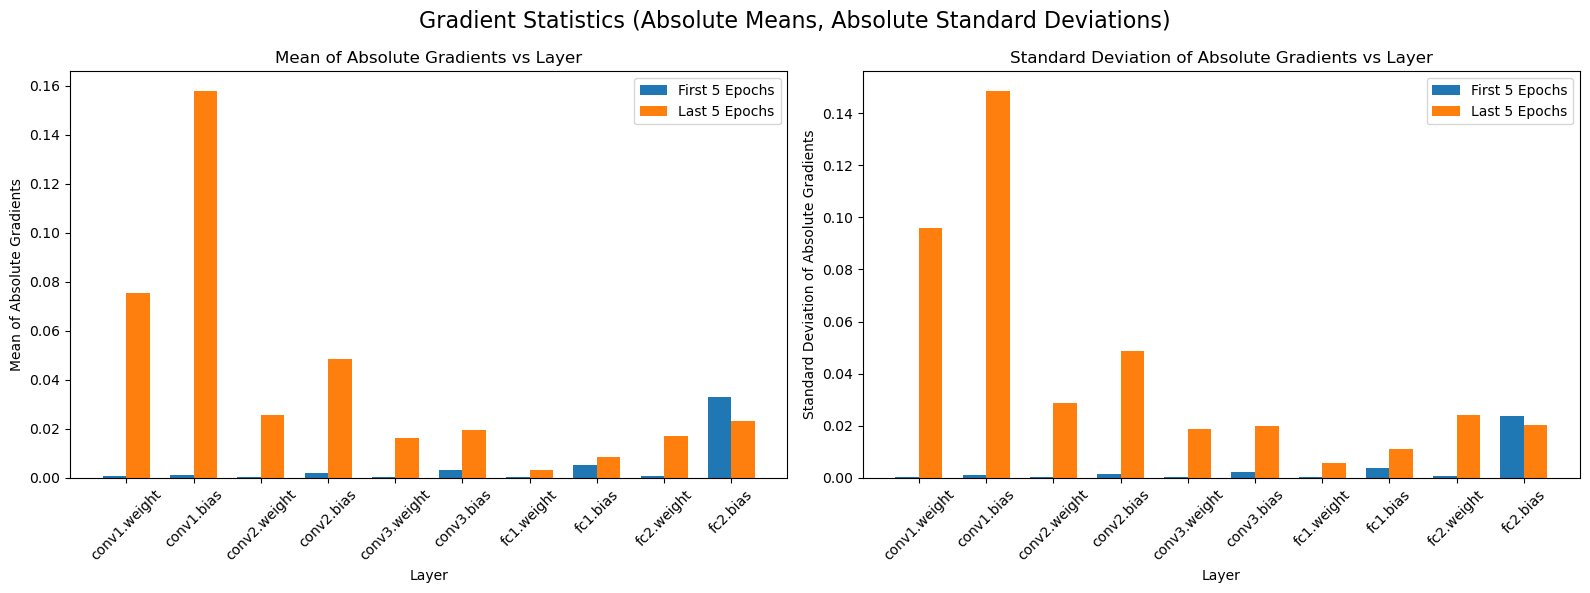 Gradient Statistics (Absolute Means, Absolute Standard Deviations)
Mean of Absolute Gradients vs Layer
First 5 Epochs
Last 5 Epochs
Mean of Absolute Gradients
0.16
0.14
0.12
0.10
0.08
0.06
0.04
0.02
0.00
conv1.weight
conv1.bias
conv2.weight
conv2.bias
conv3.weight
conv3.bias
fc1.weight
fc1.bias
fc2.weight
fc2.bias
Layer
Standard Deviation of Absolute Gradients vs Layer
First 5 Epochs
Last 5 Epochs
Standard Deviation of Absolute Gradients
0.14
0.12
0.10
0.08
0.06
0.04
0.02
0.00
conv1.weight
conv1.bias
conv2.weight
conv2.bias
conv3.weight
conv3.bias
fc1.weight
fc1.bias
fc2.weight
fc2.bias
Layer